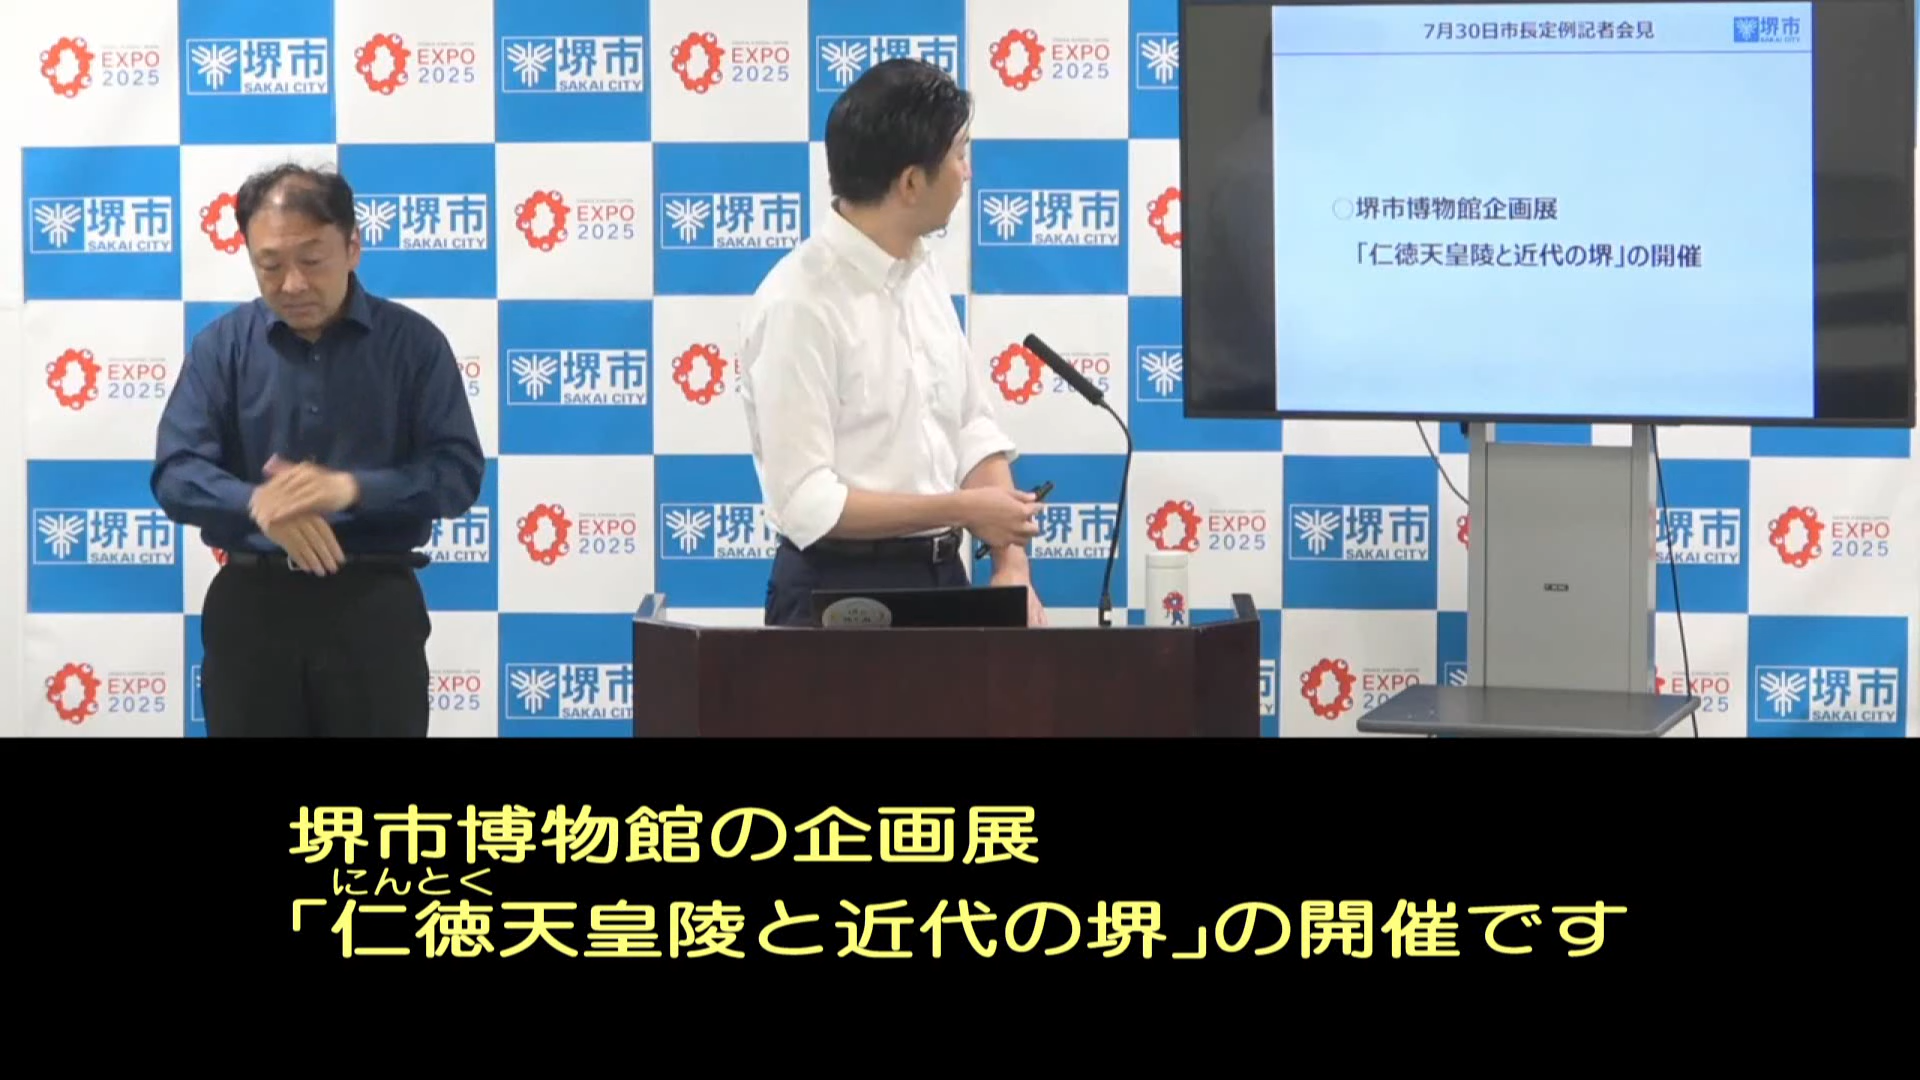 EXPO
2025
堺市
SAKAI CITY
7月30日市長定例記者会見
堺市
SAKAI CITY
○堺市博物館企画展
「仁徳天皇陵と近代の堺」の開催
堺市博物館の企画展
にんとく
「仁徳天皇陵と近代の堺」の開催です